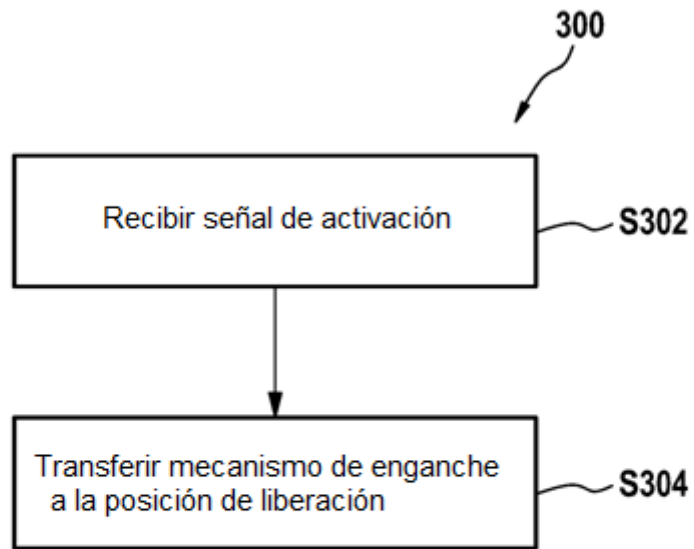 300
Recibir señal de activación
S302
Transferir mecanismo de enganche
a la posición de liberación
S304